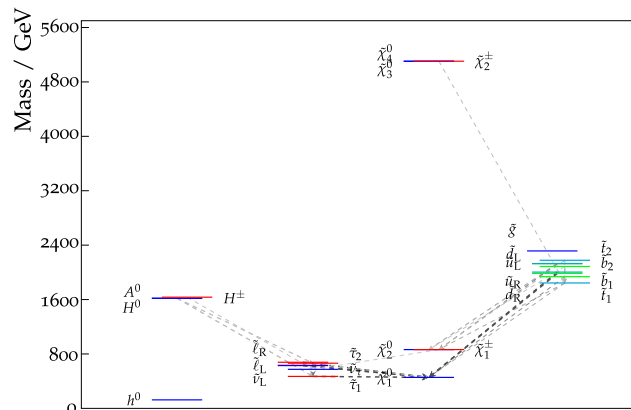 Mass / GeV
5600
4800
4000
3200
2400
1600
800
0
χ̃⁰₄
χ̃⁰₃
χ̃±₂
g̃
d̃L
ũL
ũR
d̃R
t̃₂
b̃₂
b̃₁
t̃₁
A⁰
H⁰
H±
ℓ̃R
ℓ̃L
ν̃L
τ̃₂
τ̃₁
χ̃⁰₂
χ̃±₁
χ̃⁰₁
h⁰